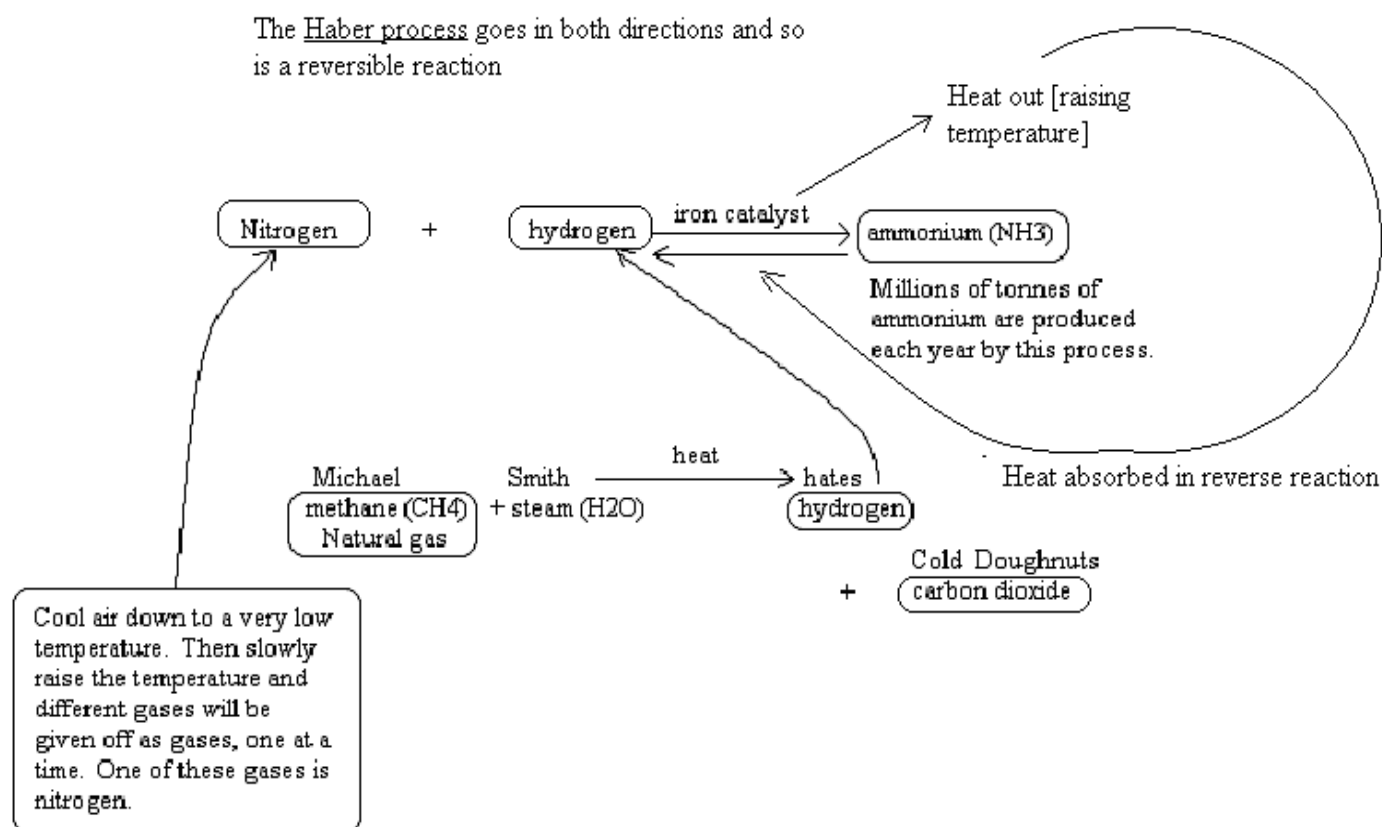 The Haber process goes in both directions and so
is a reversible reaction
Heat out [raising
temperature]
Nitrogen + hydrogen iron catalyst ammonium (NH3)
Millions of tonnes of
ammonium are produced
each year by this process.
Heat absorbed in reverse reaction
Michael Smith heat hates
methane (CH4) + steam (H2O) hydrogen
Natural gas
Cold Doughnuts
+ carbon dioxide
Cool air down to a very low
temperature. Then slowly
raise the temperature and
different gases will be
given off as gases, one at a
time. One of these gases is
nitrogen.